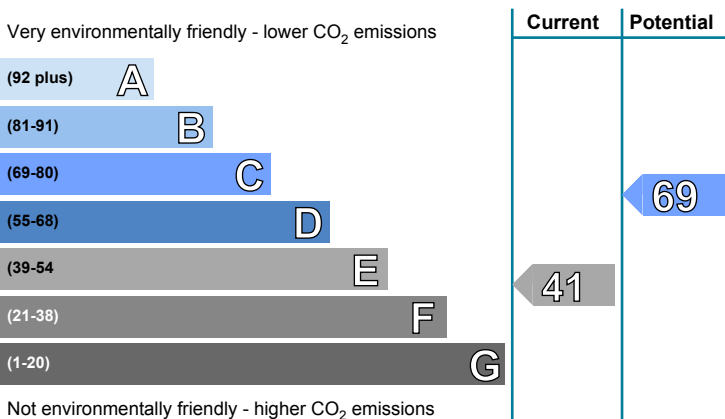 Very environmentally friendly - lower CO2 emissions
Current
Potential
(92 plus) A
(81-91) B
(69-80) C
69
(55-68) D
(39-54 E
41
(21-38) F
(1-20) G
Not environmentally friendly - higher CO2 emissions